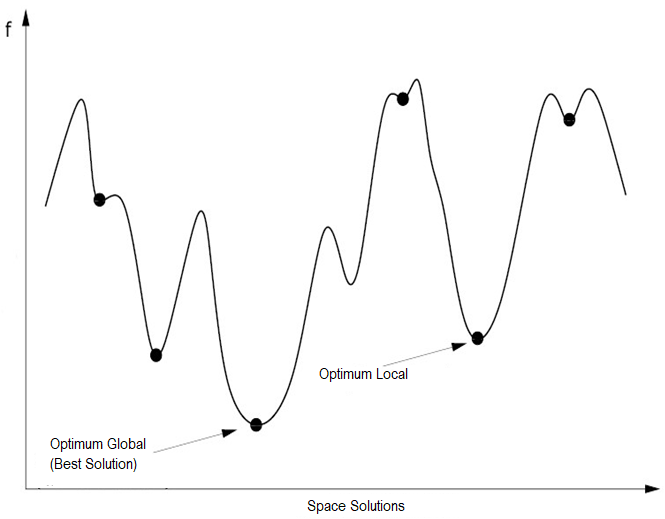 f
Optimum Local
Optimum Global
(Best Solution)
Space Solutions